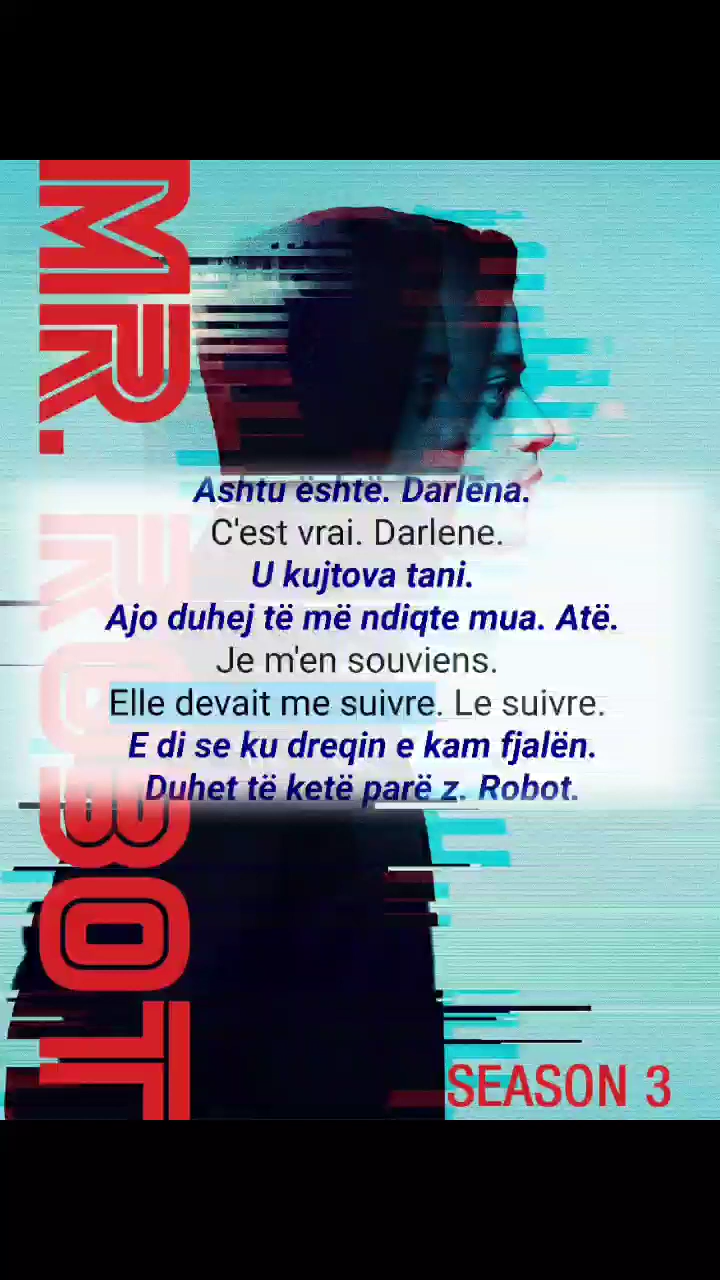 MR. ROBOT
Ashtu është. Darlëna.
C'est vrai. Darlene.
U kujtova tani.
Ajo duhej të më ndiqte mua. Atë.
Je m'en souviens.
Elle devait me suivre. Le suivre.
E di se ku dreqin e kam fjalën.
Duhet të ketë parë z. Robot.
SEASON 3